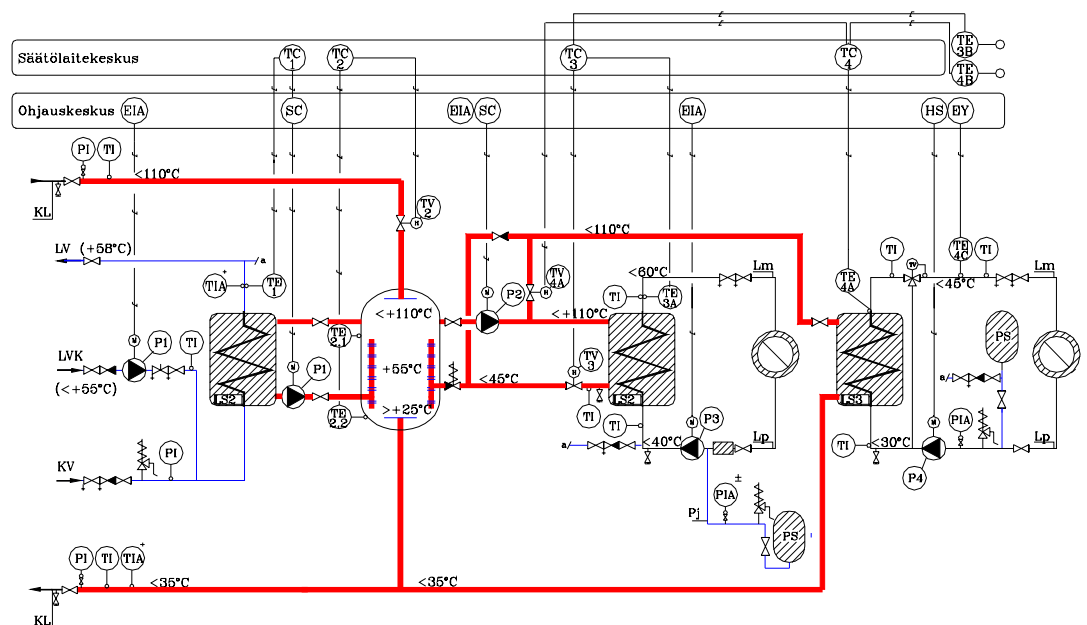 Säätölaitekeskus
TC 1
TC 2
TC 3
TC 4
TE 3B
TE 4B
Ohjauskeskus
EIA
SC
EIA
SC
EIA
HS
EY
PI
TI
<110°C
KL
TV 2
LV (+58°C)
a
TIA
+
TE 1
<110°C
TV 4A
<60°C
TI
TE 3A
Lm
TE 4A
TI
TV
TE 4C
TI
<45°C
Lm
M
M
P2
<+110°C
<+110°C
TE 2,1
PS
LVK
(<+55°C)
M
P1
TI
M
P1
+55°C
<45°C
M
TV 3
TI
a
LS2
TE 2,2
>+25°C
LS2
LS3
TI
a
<40°C
M
P3
Lp
TI
<30°C
M
P4
PIA
Lp
KV
PI
PIA
±
Pj
PS
PI
TI
TIA
+
<35°C
<35°C
KL